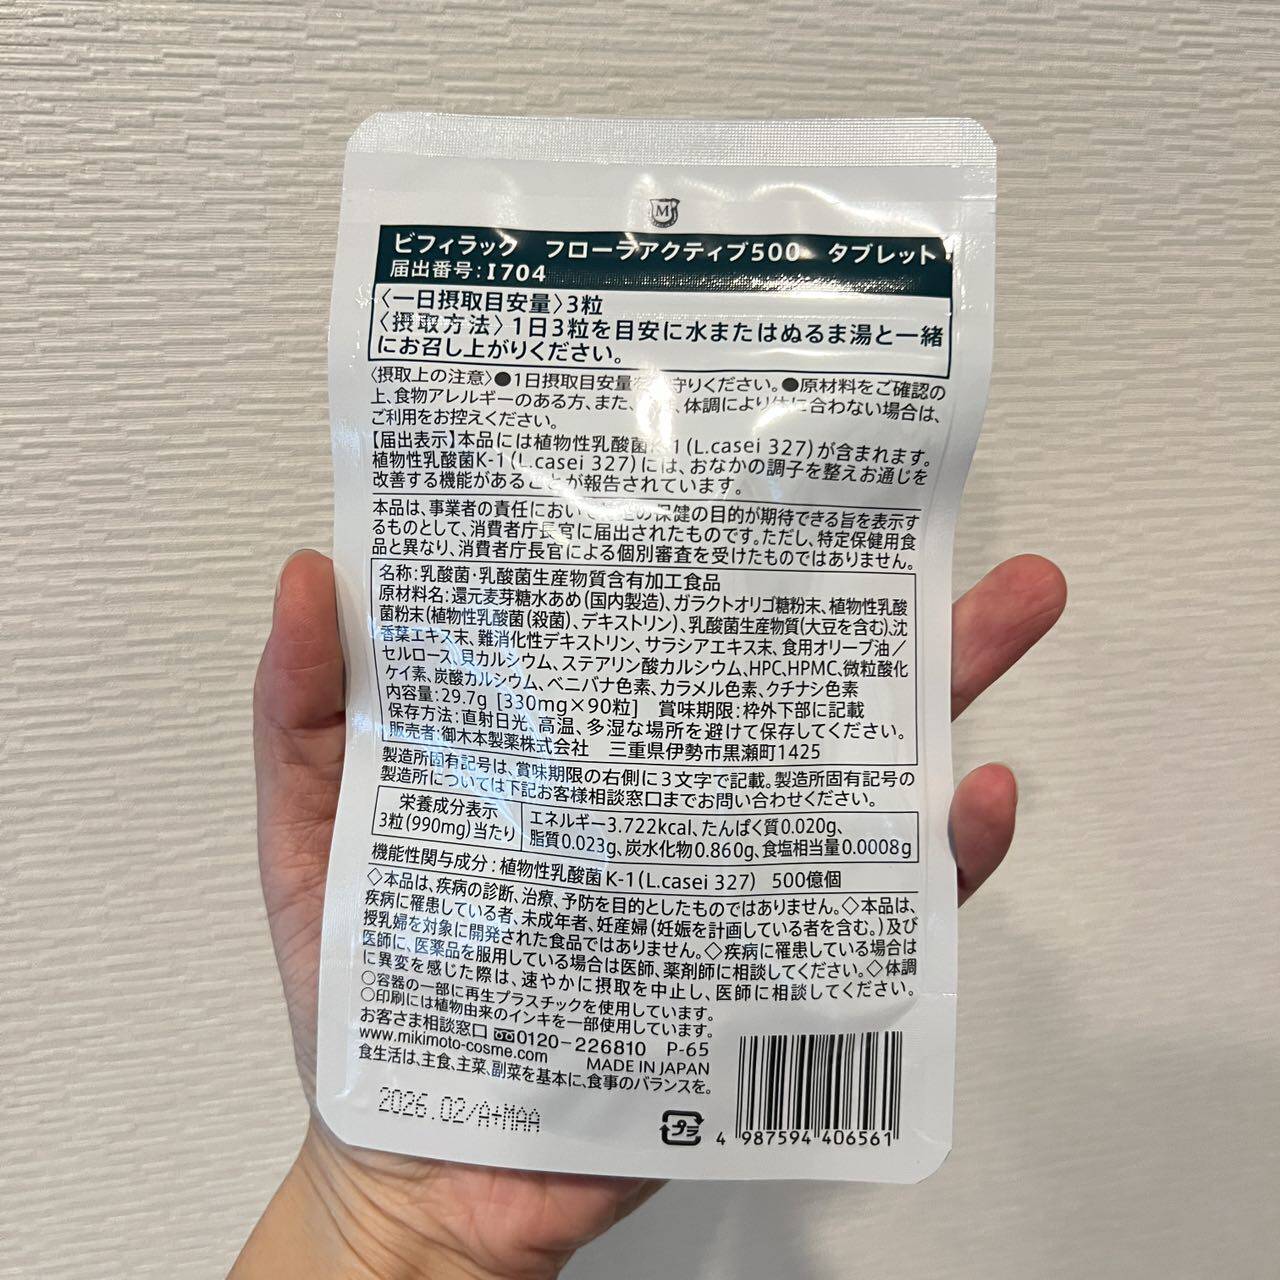 M
ビフィラック フローラアクティブ500 タブレット
届出番号:I704
〈一日摂取目安量〉3粒
〈摂取方法〉1日3粒を目安に水またはぬるま湯と一緒
にお召し上がりください。
〈摂取上の注意〉●1日摂取目安量を 守りください。●原材料をご確認の
上、食物アレルギーのある方、また、 体調により体に合わない場合は、
ご利用をお控えください。
【届出表示】本品には植物性乳酸菌K-1(L.casei 327)が含まれます。
植物性乳酸菌K-1(L.casei 327)には、おなかの調子を整えお通じを
改善する機能があることが報告されています。
本品は、事業者の責任において特定の保健の目的が期待できる旨を表示す
るものとして、消費者庁長官に届出されたものです。ただし、特定保健用食
品と異なり、消費者庁長官による個別審査を受けたものではありません。
名称:乳酸菌・乳酸菌生産物質含有加工食品
原材料名:還元麦芽糖水あめ(国内製造)、ガラクトオリゴ糖粉末、植物性乳酸
菌粉末(植物性乳酸菌(殺菌)、デキストリン)、乳酸菌生産物質(大豆を含む)、沈
香葉エキス末、難消化性デキストリン、サラシアエキス末、食用オリーブ油/
セルロース、貝カルシウム、ステアリン酸カルシウム、HPC、HPMC、微粒酸化
ケイ素、炭酸カルシウム、ベニバナ色素、カラメル色素、クチナシ色素
内容量:29.7g [330mg×90粒] 賞味期限:枠外下部に記載
保存方法:直射日光、高温、多湿な場所を避けて保存してください。
販売者:御木本製薬株式会社 三重県伊勢市黒瀬町1425
製造所固有記号は、賞味期限の右側に3文字で記載。製造所固有記号の
製造所については下記お客様相談窓口までお問い合わせください。
栄養成分表示
3粒(990mg)当たり
エネルギー3.722kcal、たんぱく質0.020g、
脂質0.023g、炭水化物0.860g、食塩相当量0.0008g
機能性関与成分:植物性乳酸菌K-1(L.casei 327) 500億個
◇本品は、疾病の診断、治療、予防を目的としたものではありません。◇本品は、
疾病に罹患している者、未成年者、妊産婦(妊娠を計画している者を含む。)及び
授乳婦を対象に開発された食品ではありません。◇疾病に罹患している場合は
医師に、医薬品を服用している場合は医師、薬剤師に相談してください。◇体調
に異変を感じた際は、速やかに摂取を中止し、医師に相談してください。
○容器の一部に再生プラスチックを使用しています。
○印刷には植物由来のインキを一部使用しています。
お客さま相談窓口 0120-226810 P-65
www.mikimoto-cosme.com MADE IN JAPAN
食生活は、主食、主菜、副菜を基本に、食事のバランスを。
2026.02/A+MAA
プラ
4 987594 406561